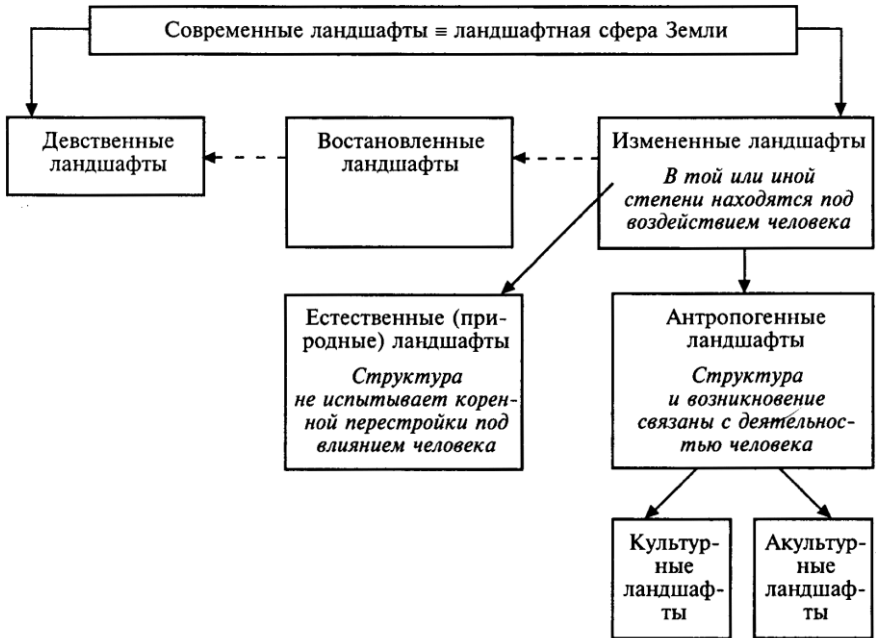 Современные ландшафты ≡ ландшафтная сфера Земли
Девственные
ландшафты
Востановленные
ландшафты
Измененные ландшафты
В той или иной
степени находятся под
воздействием человека
Естественные (при-
родные) ландшафты
Структура
не испытывает корен-
ной перестройки под
влиянием человека
Антропогенные
ландшафты
Структура
и возникновение
связаны с деятельнос-
тью человека
Культур-
ные
ландшаф-
ты
Акультур-
ные
ландшаф-
ты